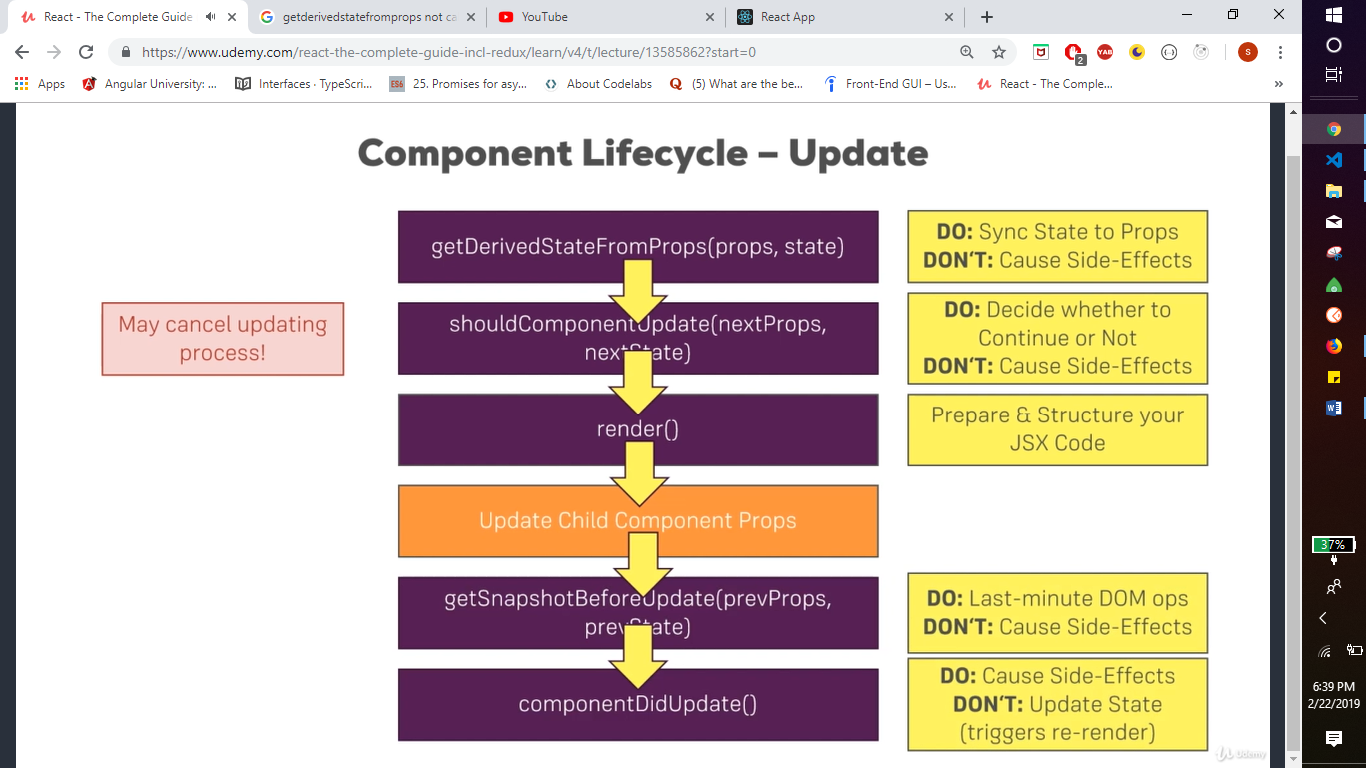 React - The Complete Guide
getderivedstatefromprops not ca
YouTube
React App
https://www.udemy.com/react-the-complete-guide-incl-redux/learn/v4/t/lecture/13585862?start=0
2
YAB
S
Apps
Angular University: ...
Interfaces · TypeScri...
ES6
25. Promises for asy...
About Codelabs
(5) What are the be...
Front-End GUI – Us...
React - The Comple...
»
Component Lifecycle – Update
getDerivedStateFromProps(props, state)
DO: Sync State to Props
DON'T: Cause Side-Effects
May cancel updating
process!
shouldComponentUpdate(nextProps,
nextState)
DO: Decide whether to
Continue or Not
DON'T: Cause Side-Effects
render()
Prepare & Structure your
JSX Code
Update Child Component Props
getSnapshotBeforeUpdate(prevProps,
prevState)
DO: Last-minute DOM ops
DON'T: Cause Side-Effects
componentDidUpdate()
DO: Cause Side-Effects
DON'T: Update State
(triggers re-render)
Udemy
37%
6:39 PM
2/22/2019